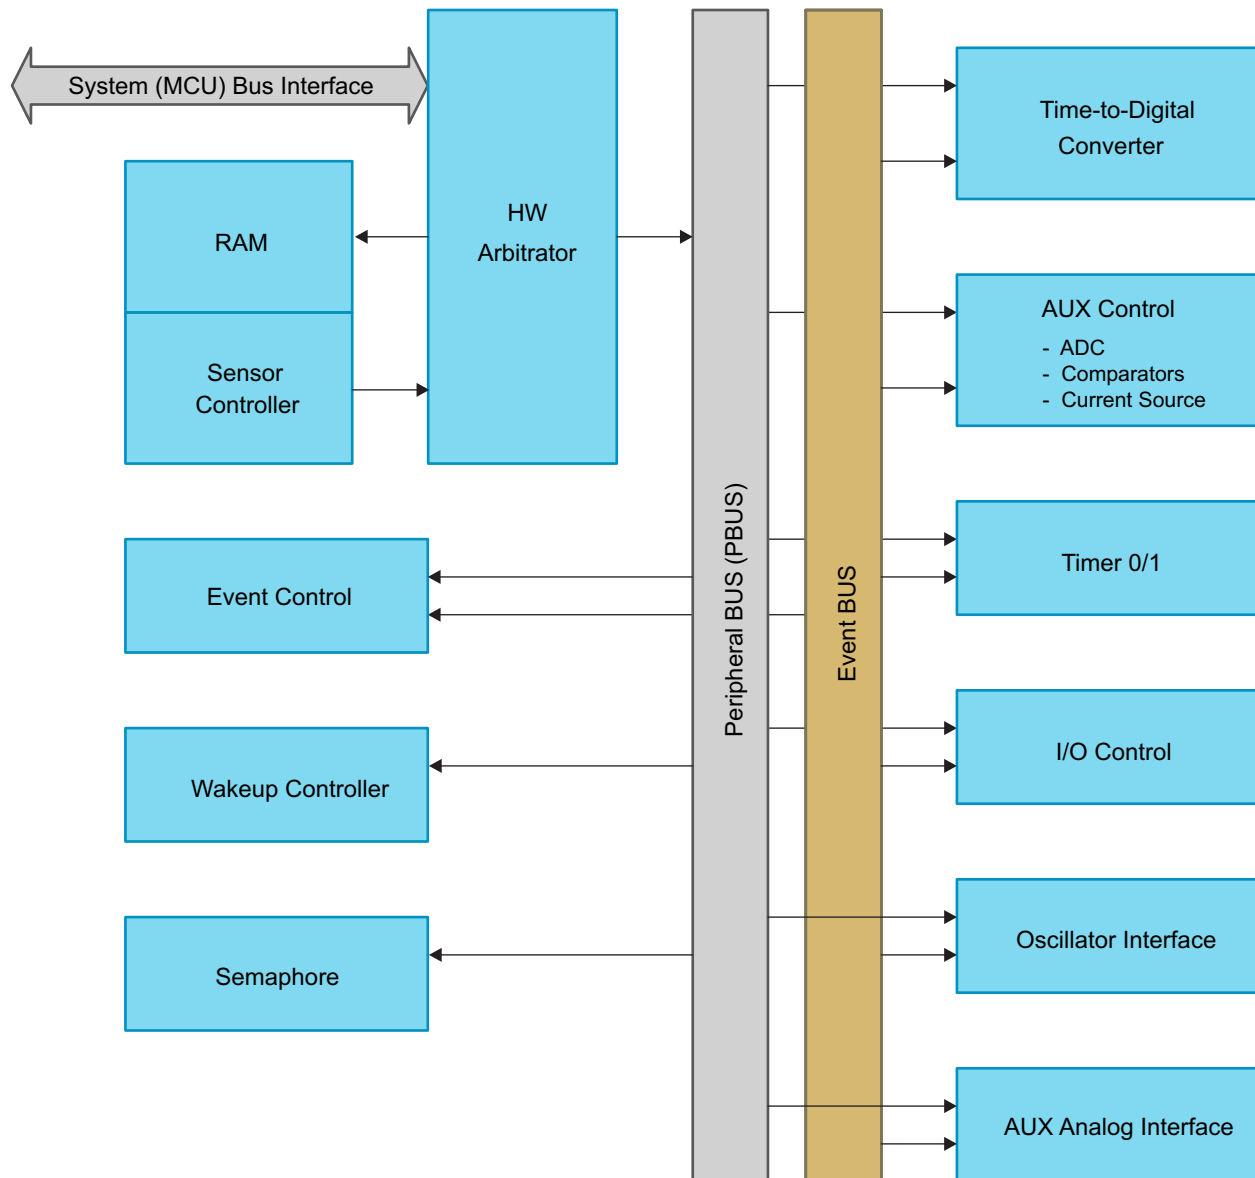 System (MCU) Bus Interface
RAM
Sensor
Controller
HW
Arbitrator
Event Control
Wakeup Controller
Semaphore
Peripheral BUS (PBUS)
Event BUS
Time-to-Digital
Converter
AUX Control
- ADC
- Comparators
- Current Source
Timer 0/1
I/O Control
Oscillator Interface
AUX Analog Interface